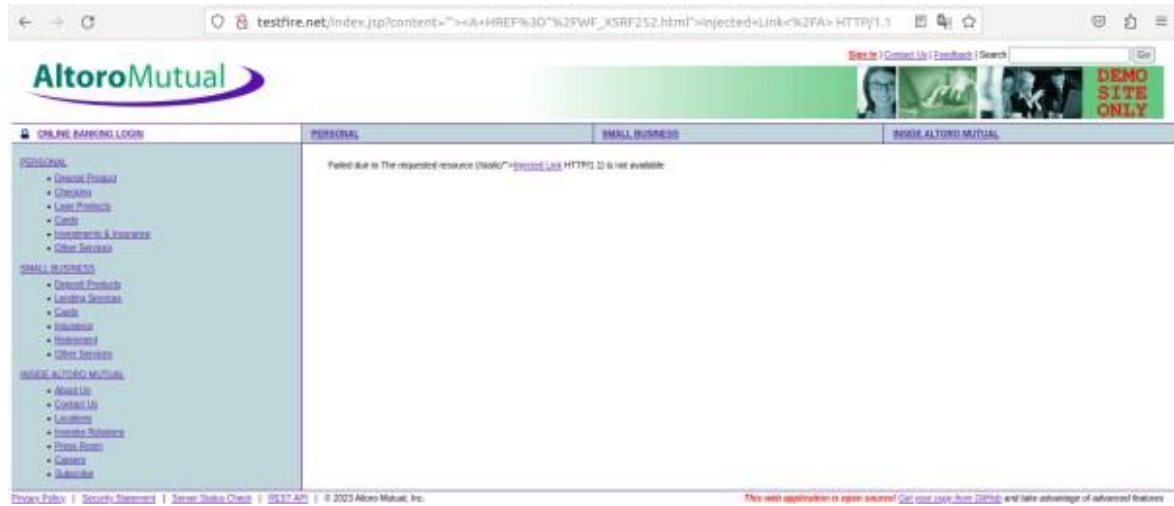 testfire.net/index.jsp?content="><A+HREF%3D"%2FWF_XSRF252.html">Injected+Link<%2FA> HTTP/1.1
Sign In | Contact Us | Feedback | Search Go
AltoroMutual
DEMO
SITE
ONLY
ONLINE BANKING LOGIN PERSONAL SMALL BUSINESS INSIDE ALTORO MUTUAL
PERSONAL
• Deposit Product
• Checking
• Loan Products
• Cards
• Investments & Insurance
• Other Services
SMALL BUSINESS
• Deposit Products
• Lending Services
• Cards
• Insurance
• Retirement
• Other Services
INSIDE ALTORO MUTUAL
• About Us
• Contact Us
• Locations
• Investor Relations
• Press Room
• Careers
• Subscribe
Failed due to The requested resource (/static/">Injected Link HTTP/1.1) is not available
Privacy Policy | Security Statement | Server Status Check | REST API | © 2023 Altoro Mutual, Inc.
This web application is open source! Get your copy from GitHub and take advantage of advanced features